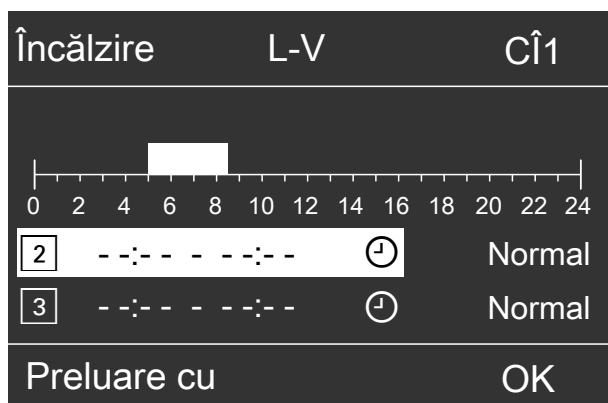 Încălzire L-V CÎ1
0 2 4 6 8 10 12 14 16 18 20 22 24
2 - -:- - - - -:- - Normal
3 - -:- - - - -:- - Normal
Preluare cu OK